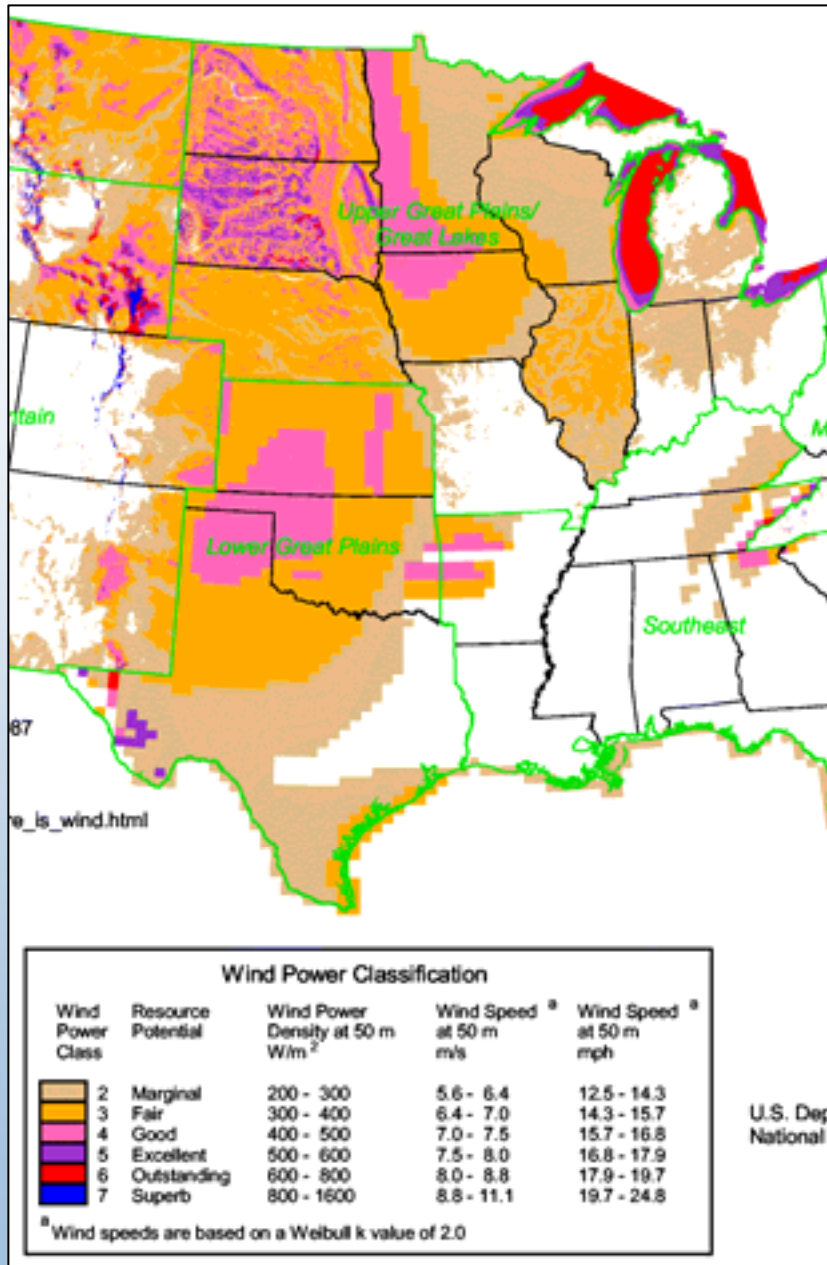 Upper Great Plains/
Great Lakes
ntain
M
Lower Great Plains
Southeast
87
re_is_wind.html
Wind Power Classification
Wind Power Class Resource Potential Wind Power Density at 50 m W/m² Wind Speed ᵃ at 50 m m/s Wind Speed ᵃ at 50 m mph
2 Marginal 200 - 300 5.6 - 6.4 12.5 - 14.3
3 Fair 300 - 400 6.4 - 7.0 14.3 - 15.7
4 Good 400 - 500 7.0 - 7.5 15.7 - 16.8
5 Excellent 500 - 600 7.5 - 8.0 16.8 - 17.9
6 Outstanding 600 - 800 8.0 - 8.8 17.9 - 19.7
7 Superb 800 - 1600 8.8 - 11.1 19.7 - 24.8
ᵃ Wind speeds are based on a Weibull k value of 2.0
U.S. Dep
National